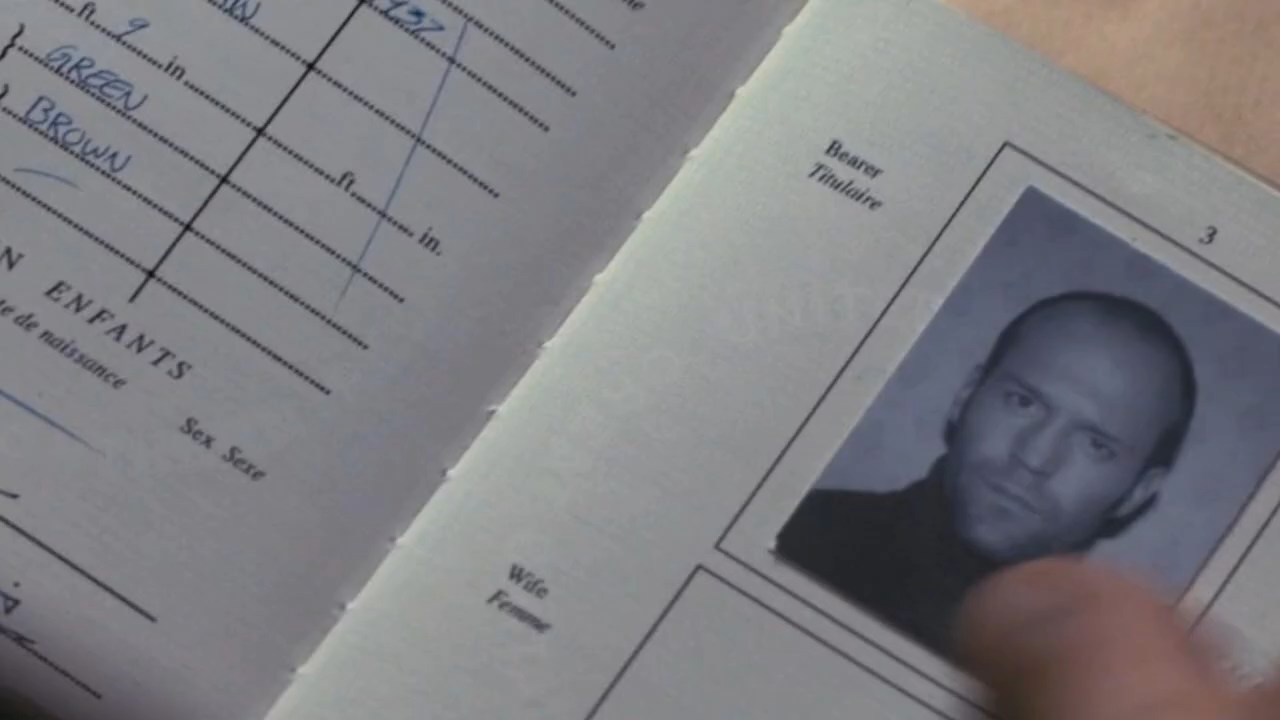 ft. 9 in
GREEN
BROWN
ft. in.
ENFANTS
de naissance
Sex Sexe
Bearer
Titulaire
3
Wife
Femme